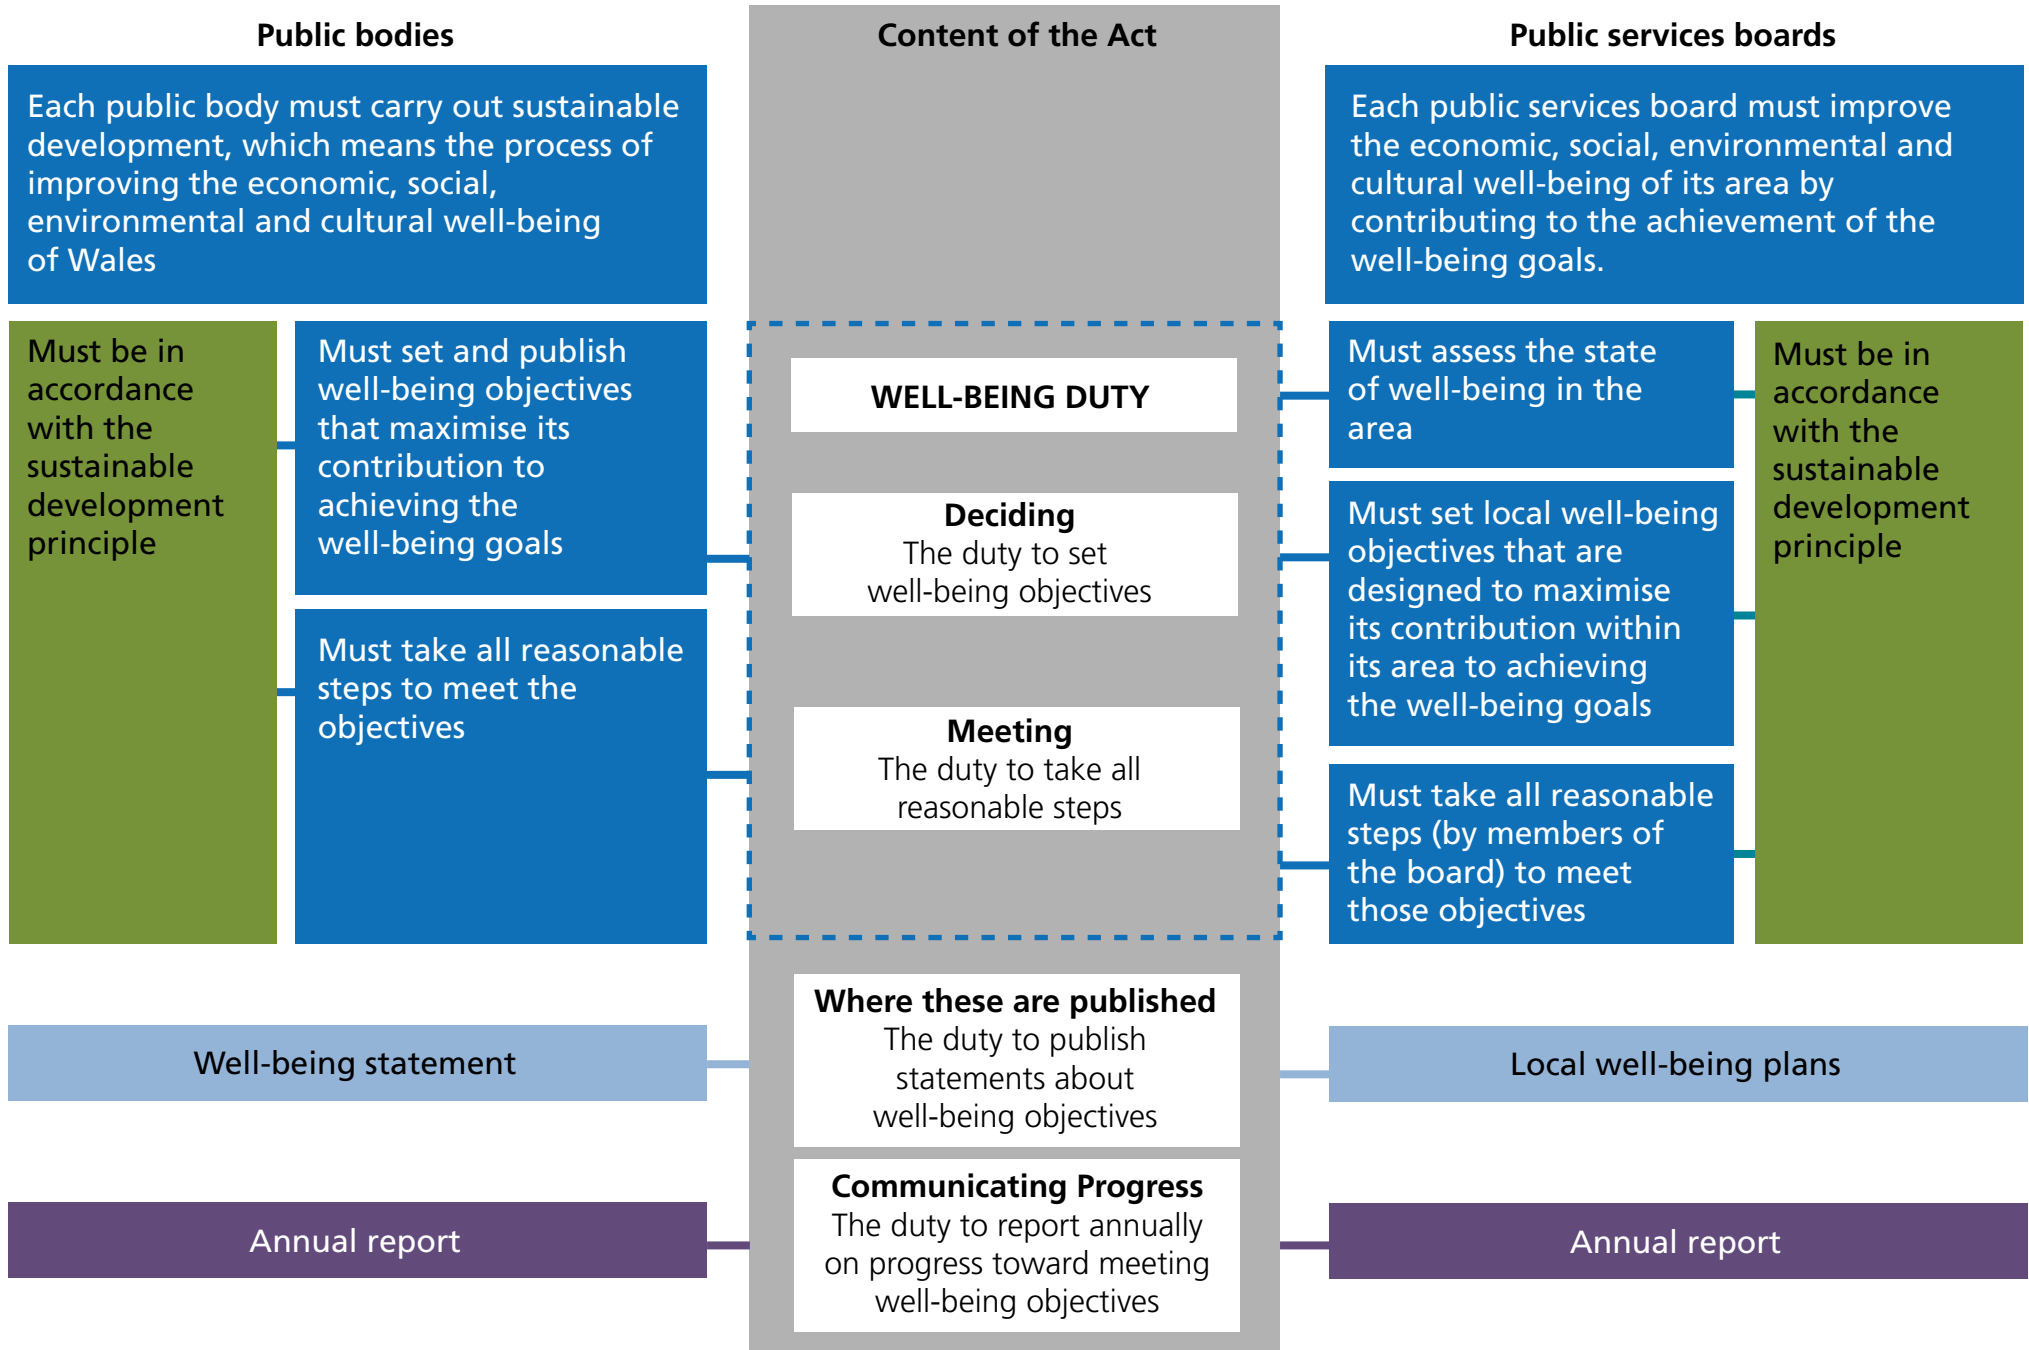 Public bodies
Each public body must carry out sustainable
development, which means the process of
improving the economic, social,
environmental and cultural well-being
of Wales
Must be in
accordance
with the
sustainable
development
principle
Must set and publish
well-being objectives
that maximise its
contribution to
achieving the
well-being goals
Must take all reasonable
steps to meet the
objectives
Well-being statement
Annual report
Content of the Act
WELL-BEING DUTY
Deciding
The duty to set
well-being objectives
Meeting
The duty to take all
reasonable steps
Where these are published
The duty to publish
statements about
well-being objectives
Communicating Progress
The duty to report annually
on progress toward meeting
well-being objectives
Public services boards
Each public services board must improve
the economic, social, environmental and
cultural well-being of its area by
contributing to the achievement of the
well-being goals.
Must assess the state
of well-being in the
area
Must set local well-being
objectives that are
designed to maximise
its contribution within
its area to achieving
the well-being goals
Must take all reasonable
steps (by members of
the board) to meet
those objectives
Must be in
accordance
with the
sustainable
development
principle
Local well-being plans
Annual report